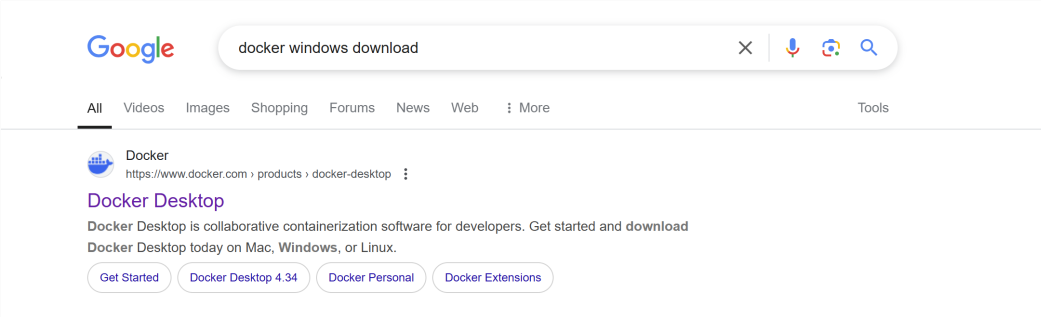 Google
docker windows download
All Videos Images Shopping Forums News Web More Tools
Docker
https://www.docker.com › products › docker-desktop
Docker Desktop
Docker Desktop is collaborative containerization software for developers. Get started and download
Docker Desktop today on Mac, Windows, or Linux.
Get Started Docker Desktop 4.34 Docker Personal Docker Extensions